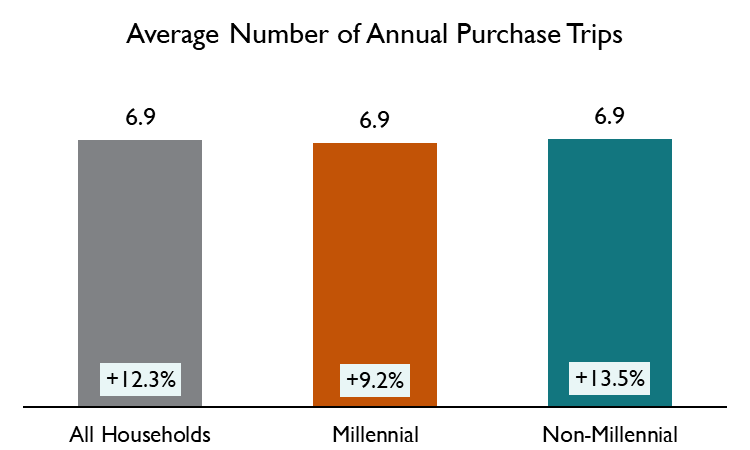 Average Number of Annual Purchase Trips
6.9
6.9
6.9
+12.3%
+9.2%
+13.5%
All Households
Millennial
Non-Millennial